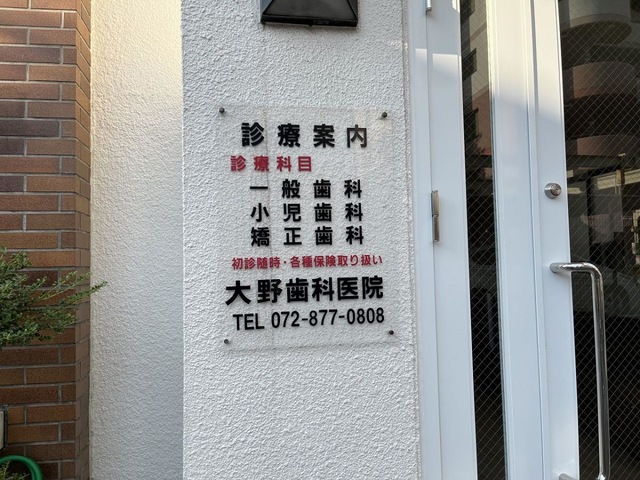 診療案内
診療科目
一般歯科
小児歯科
矯正歯科
初診随時・各種保険取り扱い
大野歯科医院
TEL 072-877-0808